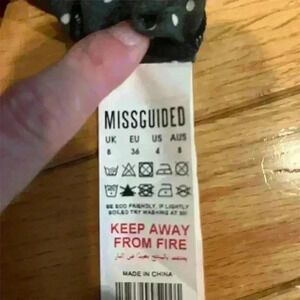 MISSGUIDED
UK EU US AUS
8 36 4 8
BE ECO FRIENDLY, IF LIGHTLY
SOILED TRY WASHING AT 30
KEEP AWAY
FROM FIRE
MADE IN CHINA